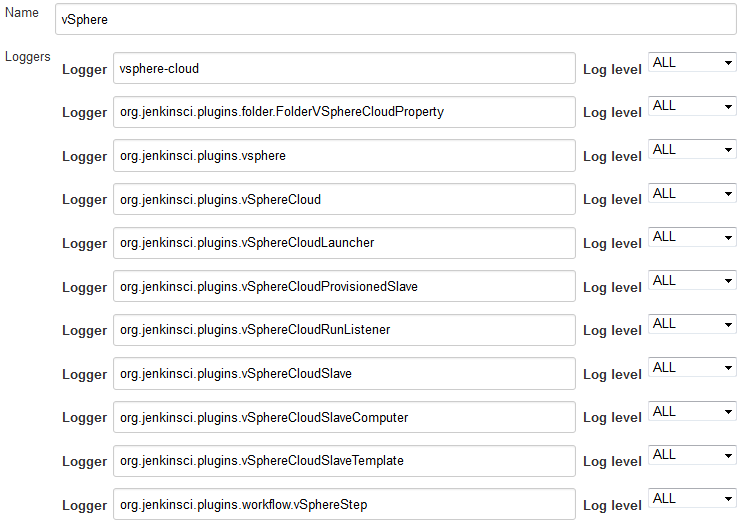 Name vSphere
Loggers
Logger vsphere-cloud Log level ALL
Logger org.jenkinsci.plugins.folder.FolderVSphereCloudProperty Log level ALL
Logger org.jenkinsci.plugins.vsphere Log level ALL
Logger org.jenkinsci.plugins.vSphereCloud Log level ALL
Logger org.jenkinsci.plugins.vSphereCloudLauncher Log level ALL
Logger org.jenkinsci.plugins.vSphereCloudProvisionedSlave Log level ALL
Logger org.jenkinsci.plugins.vSphereCloudRunListener Log level ALL
Logger org.jenkinsci.plugins.vSphereCloudSlave Log level ALL
Logger org.jenkinsci.plugins.vSphereCloudSlaveComputer Log level ALL
Logger org.jenkinsci.plugins.vSphereCloudSlaveTemplate Log level ALL
Logger org.jenkinsci.plugins.workflow.vSphereStep Log level ALL